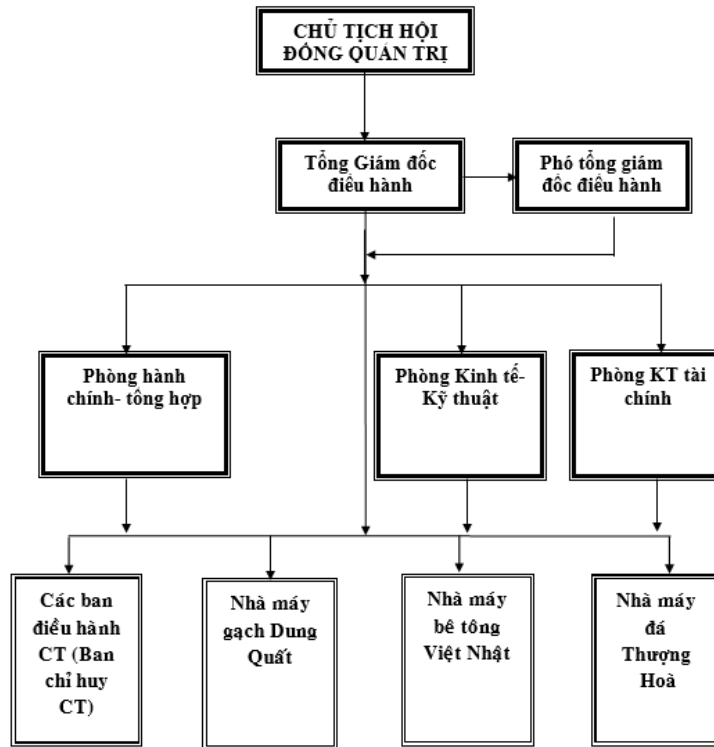 CHỦ TỊCH HỘI
ĐỒNG QUẢN TRỊ
Tổng Giám đốc
điều hành
Phó tổng giám
đốc điều hành
Phòng hành
chính- tổng hợp
Phòng Kinh tế-
Kỹ thuật
Phòng KT tài
chính
Các ban
điều hành
CT (Ban
chỉ huy
CT)
Nhà máy
gạch Dung
Quất
Nhà máy
bê tông
Việt Nhật
Nhà máy
đá
Thượng
Hoà